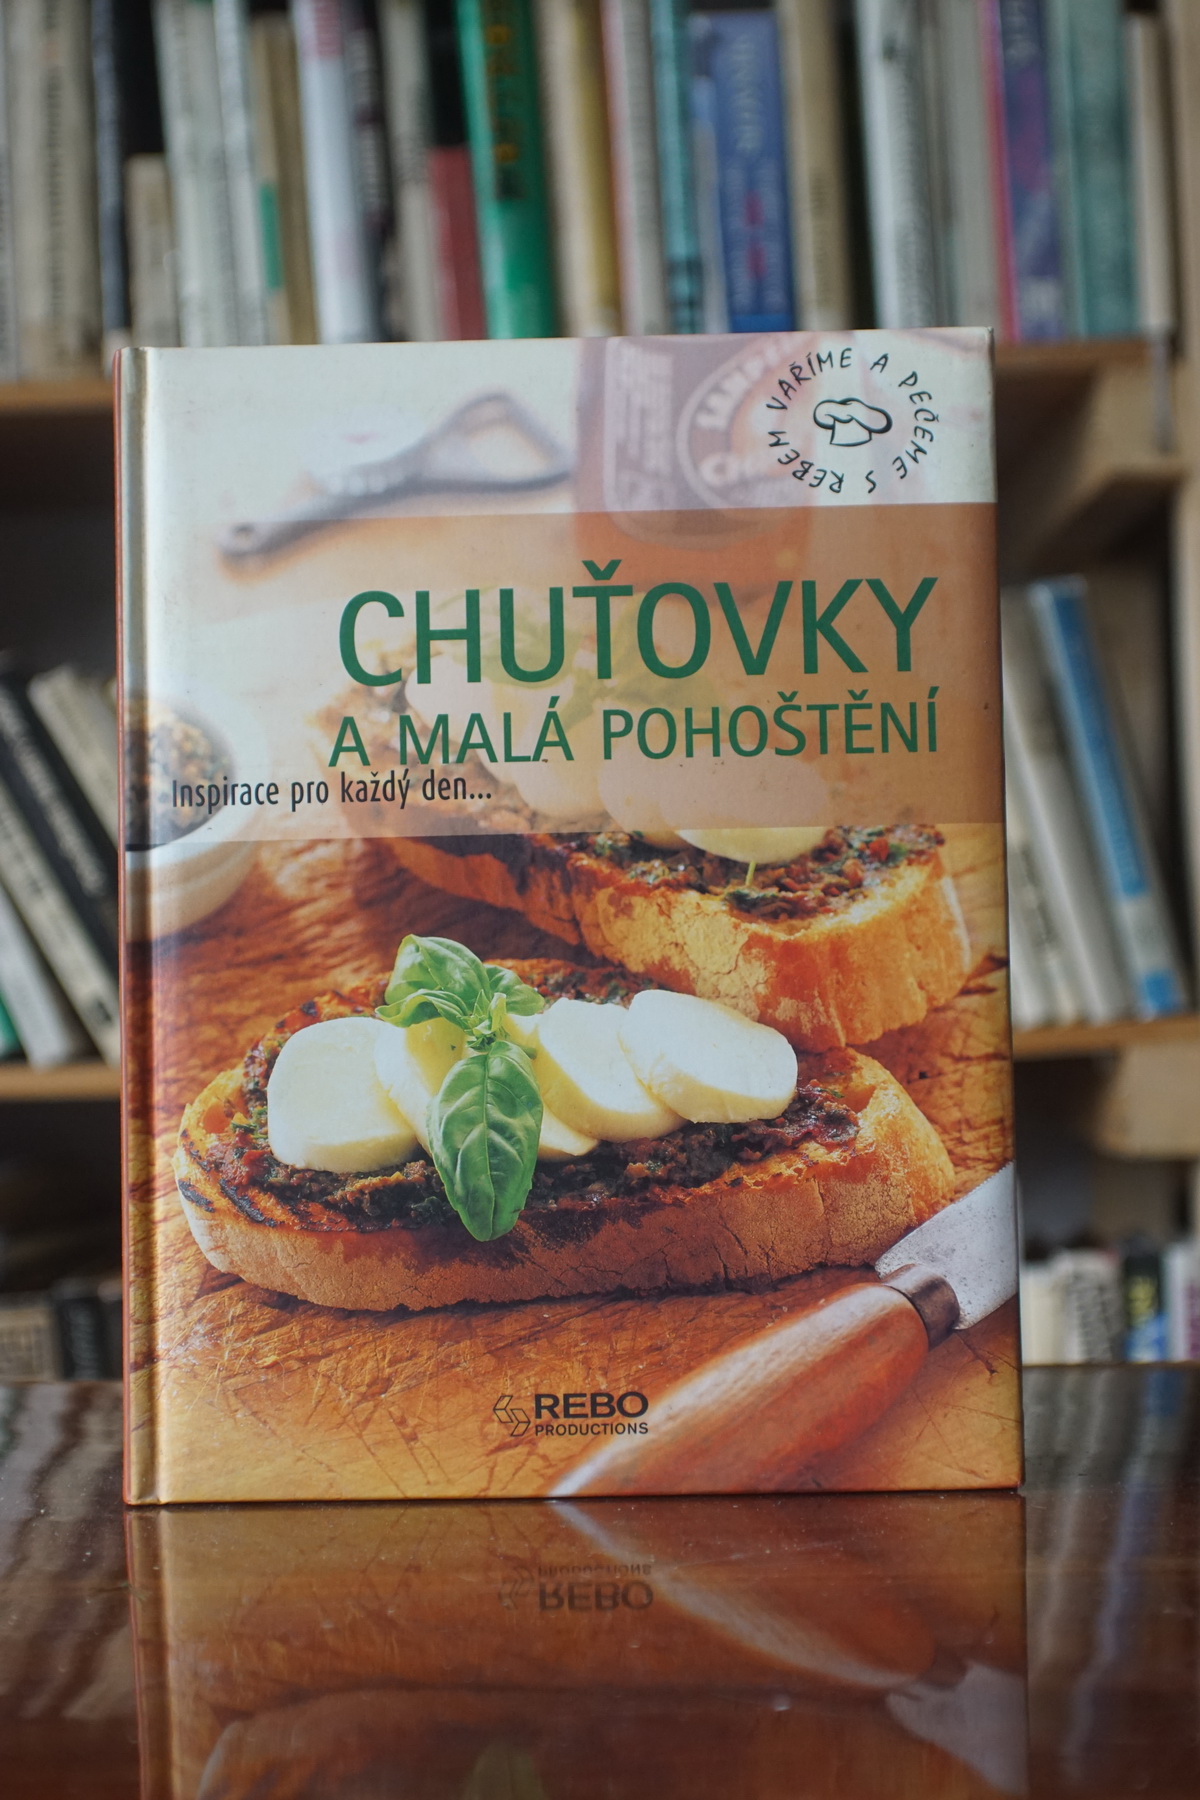 VAŘÍME A PEČEME S REBEM
CHUŤOVKY
A MALÁ POHOŠTĚNÍ
Inspirace pro každý den...
REBO
PRODUCTIONS